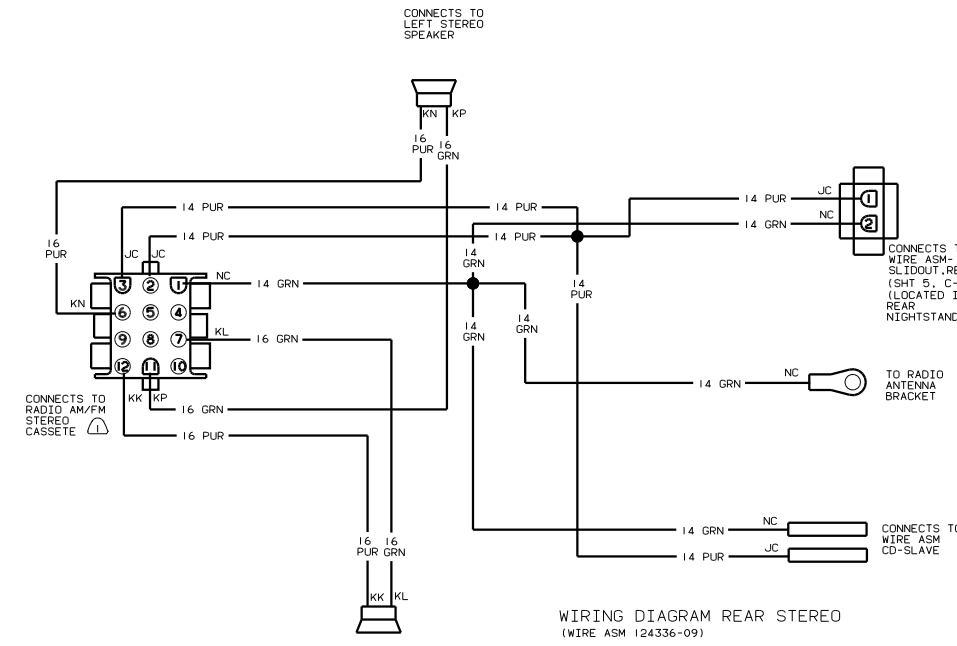 CONNECTS TO
LEFT STEREO
SPEAKER
KN KP
16
PUR
16
GRN
14 PUR
14 PUR
14 PUR
JC
14 PUR
14 PUR
14 GRN
NC
1
2
16
PUR
JC JC
NC
14
GRN
CONNECTS T
WIRE ASM-
SLIDOUT,RE
(SHT 5, C-
(LOCATED I
REAR
NIGHTSTAND
3 2 1
14 GRN
14
PUR
KN
6 5 4
14
GRN
14
GRN
9 8 7
KL
16 GRN
12 11 10
14 GRN
NC
TO RADIO
ANTENNA
BRACKET
KK KP
CONNECTS TO
RADIO AM/FM
STEREO
CASSETE 1
16 GRN
16 PUR
14 GRN
NC
CONNECTS TO
WIRE ASM
CD-SLAVE
14 PUR
JC
16
PUR
16
GRN
KK KL
WIRING DIAGRAM REAR STEREO
(WIRE ASM 124336-09)